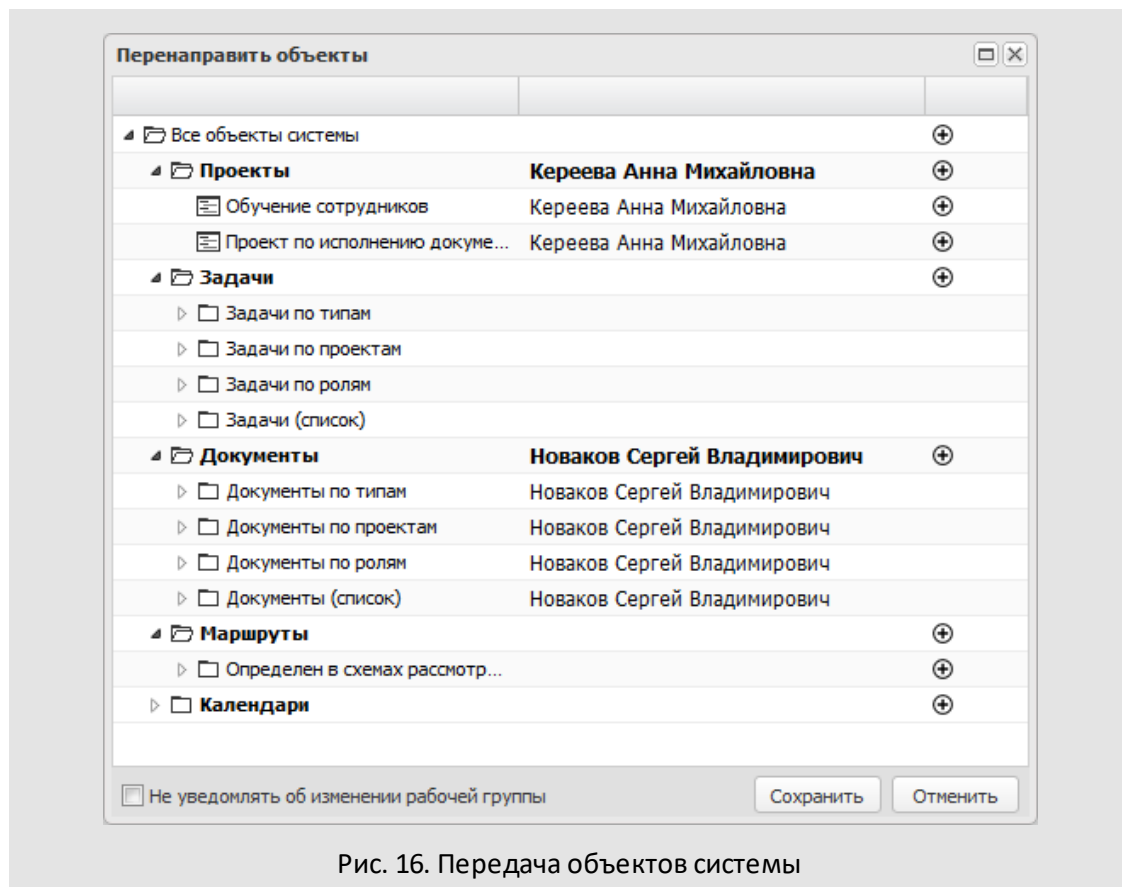 Перенаправить объекты
Все объекты системы
Проекты Кереева Анна Михайловна
Обучение сотрудников Кереева Анна Михайловна
Проект по исполнению докуме... Кереева Анна Михайловна
Задачи
Задачи по типам
Задачи по проектам
Задачи по ролям
Задачи (список)
Документы Новаков Сергей Владимирович
Документы по типам Новаков Сергей Владимирович
Документы по проектам Новаков Сергей Владимирович
Документы по ролям Новаков Сергей Владимирович
Документы (список) Новаков Сергей Владимирович
Маршруты
Определен в схемах рассмотр...
Календари
Не уведомлять об изменении рабочей группы Сохранить Отменить
Рис. 16. Передача объектов системы